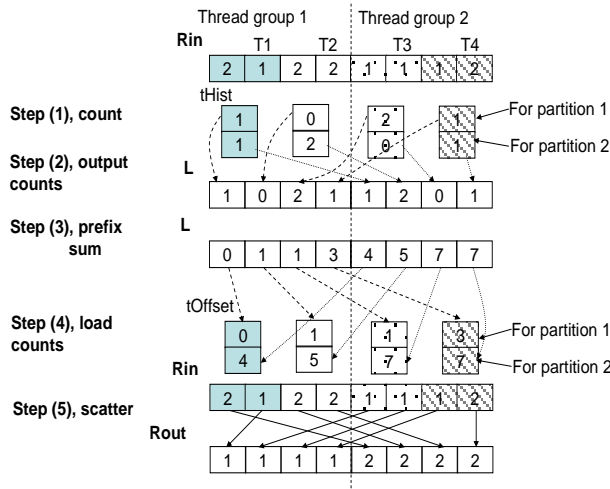 Thread group 1 Thread group 2
Rin T1 T2 T3 T4
2 1 2 2 1 1 1 2
Step (1), count
tHist
1 0 2 1
1 2 0 1
For partition 1
For partition 2
Step (2), output
counts
L
1 0 2 1 1 2 0 1
Step (3), prefix
sum
L
0 1 1 3 4 5 7 7
Step (4), load
counts
tOffset
0 1 1 3
4 5 7 7
For partition 1
For partition 2
Rin
2 1 2 2 1 1 1 2
Step (5), scatter
Rout
1 1 1 1 2 2 2 2